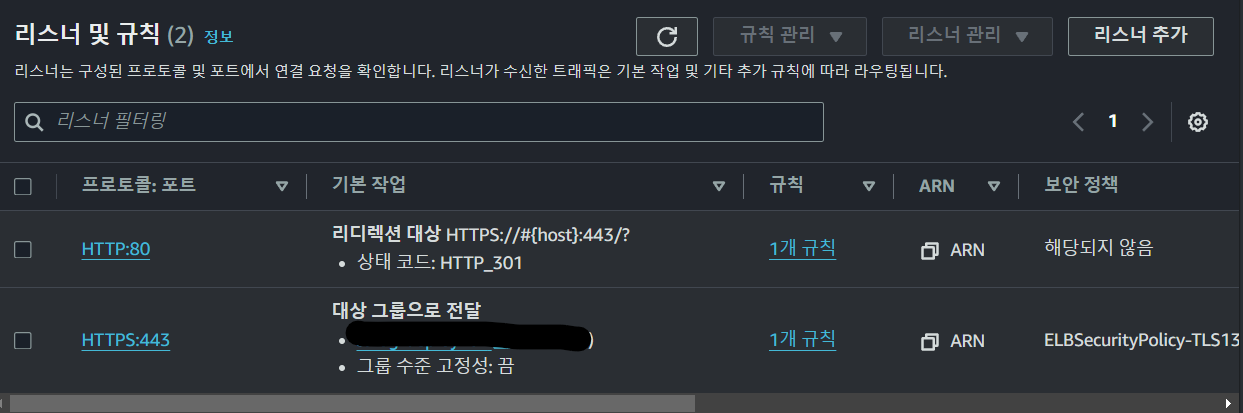 리스너 및 규칙 (2) 정보
규칙 관리
리스너 관리
리스너 추가
리스너는 구성된 프로토콜 및 포트에서 연결 요청을 확인합니다. 리스너가 수신한 트래픽은 기본 작업 및 기타 추가 규칙에 따라 라우팅됩니다.
리스너 필터링
1
프로토콜: 포트 기본 작업 규칙 ARN 보안 정책
HTTP:80
리디렉션 대상 HTTPS://#{host}:443/?
• 상태 코드: HTTP_301
1개 규칙
ARN
해당되지 않음
HTTPS:443
대상 그룹으로 전달
• )
• 그룹 수준 고정성: 끔
1개 규칙
ARN
ELBSecurityPolicy-TLS13